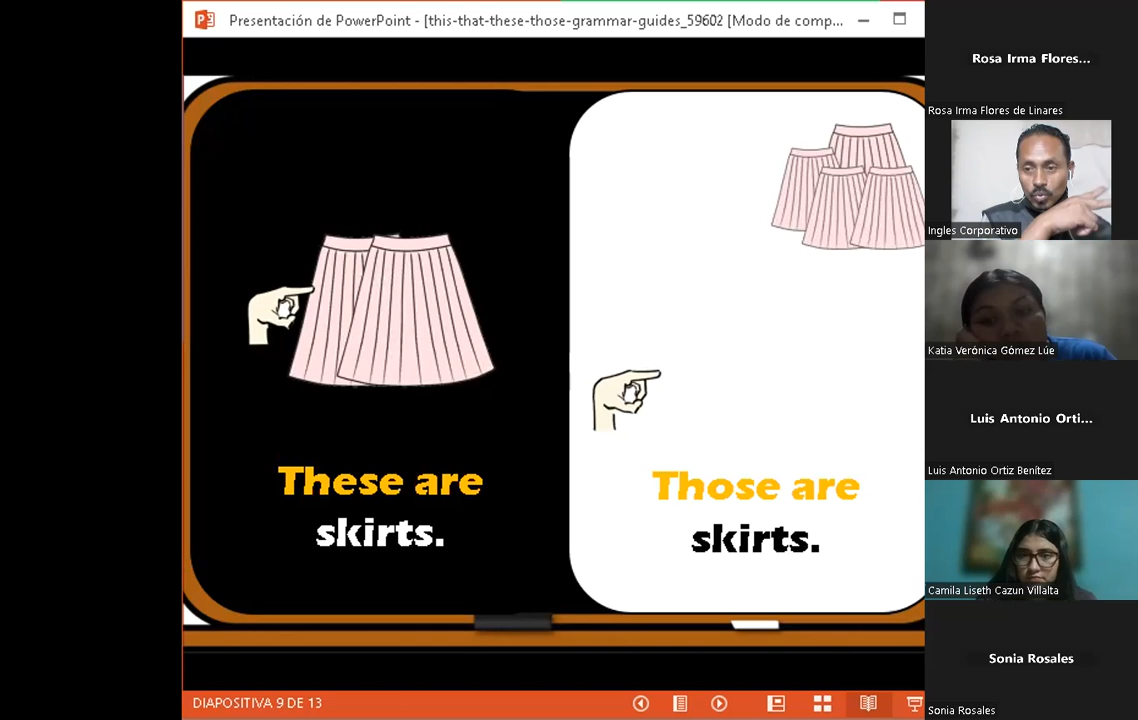 Presentación de PowerPoint - [this-that-these-those-grammar-guides_59602 [Modo de comp...
These are
skirts.
Those are
skirts.
DIAPOSITIVA 9 DE 13
Rosa Irma Flores...
Rosa Irma Flores de Linares
Ingles Corporativo
Katia Verónica Gómez Lúe
Luis Antonio Orti...
Luis Antonio Ortiz Benítez
Camila Liseth Cazun Villalta
Sonia Rosales
Sonia Rosales